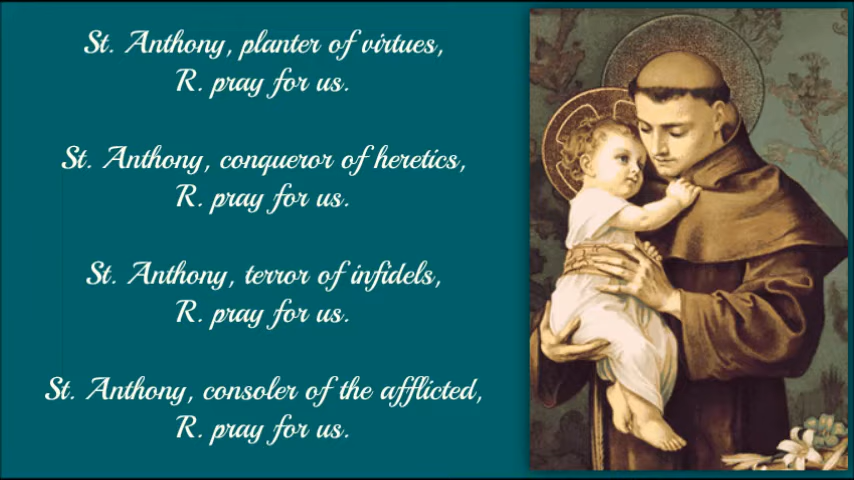 St. Anthony, planter of virtues,
R. pray for us.
St. Anthony, conqueror of heretics,
R. pray for us.
St. Anthony, terror of infidels,
R. pray for us.
St. Anthony, consoler of the afflicted,
R. pray for us.